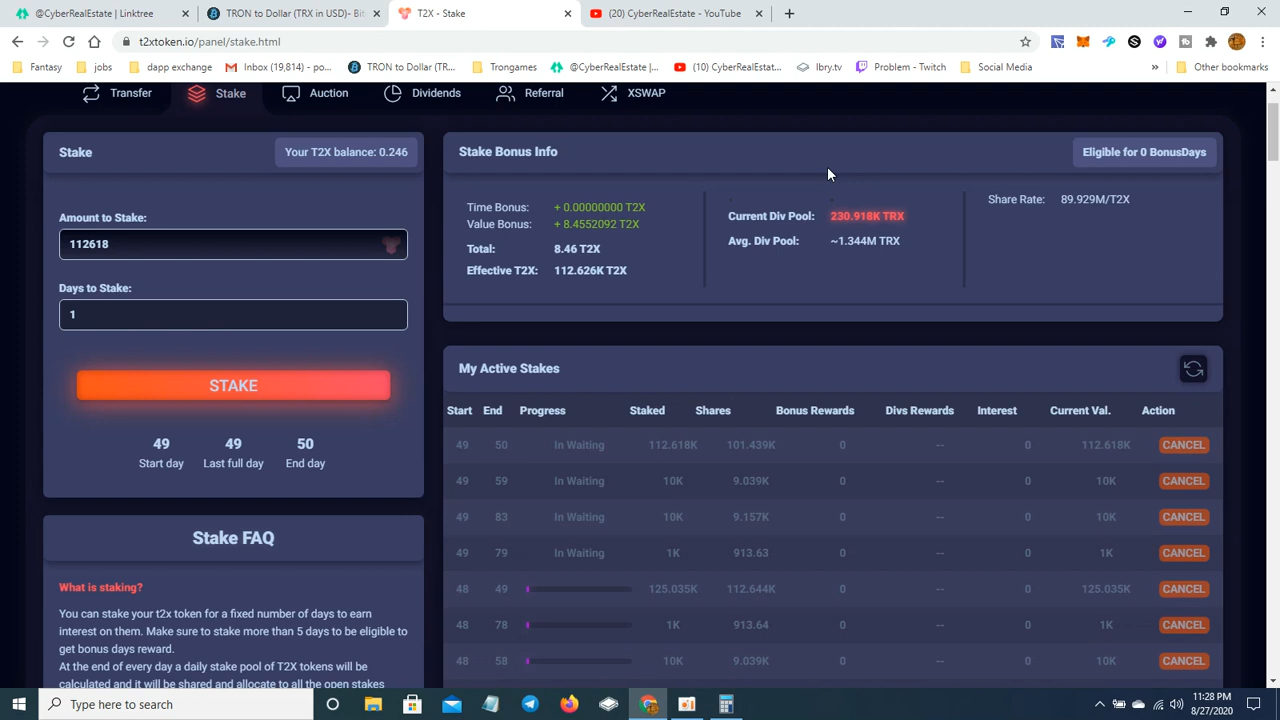 @CyberRealEstate | Linktree
TRON to Dollar (TRX in USD)- Bit
T2X - Stake
(20) CyberRealEstate - YouTube
t2xtoken.io/panel/stake.html
Fantasy
jobs
dapp exchange
Inbox (19,814) - po...
TRON to Dollar (TR...
Trongames
@CyberRealEstate |...
(10) CyberRealEstat...
lbry.tv
Problem - Twitch
Social Media
»
Other bookmarks
Transfer
Stake
Auction
Dividends
Referral
XSWAP
Stake
Your T2X balance: 0.246
Amount to Stake:
112618
Days to Stake:
1
STAKE
49 49 50
Start day Last full day End day
Stake FAQ
What is staking?
You can stake your t2x token for a fixed number of days to earn
interest on them. Make sure to stake more than 5 days to be eligible to
get bonus days reward.
At the end of every day a daily stake pool of T2X tokens will be
calculated and it will be shared and allocate to all the open stakes
Stake Bonus Info
Eligible for 0 BonusDays
Time Bonus: + 0.00000000 T2X
Value Bonus: + 8.4552092 T2X
Total: 8.46 T2X
Effective T2X: 112.626K T2X
Current Div Pool: 230.918K TRX
Avg. Div Pool: ~1.344M TRX
Share Rate: 89.929M/T2X
My Active Stakes
Start End Progress Staked Shares Bonus Rewards Divs Rewards Interest Current Val. Action
49 50 In Waiting 112.618K 101.439K 0 -- 0 112.618K CANCEL
49 59 In Waiting 10K 9.039K 0 -- 0 10K CANCEL
49 83 In Waiting 10K 9.157K 0 -- 0 10K CANCEL
49 79 In Waiting 1K 913.63 0 -- 0 1K CANCEL
48 49 125.035K 112.644K 0 -- 0 125.035K CANCEL
48 78 1K 913.64 0 -- 0 1K CANCEL
48 58 10K 9.039K 0 -- 0 10K CANCEL
Type here to search
11:28 PM
8/27/2020